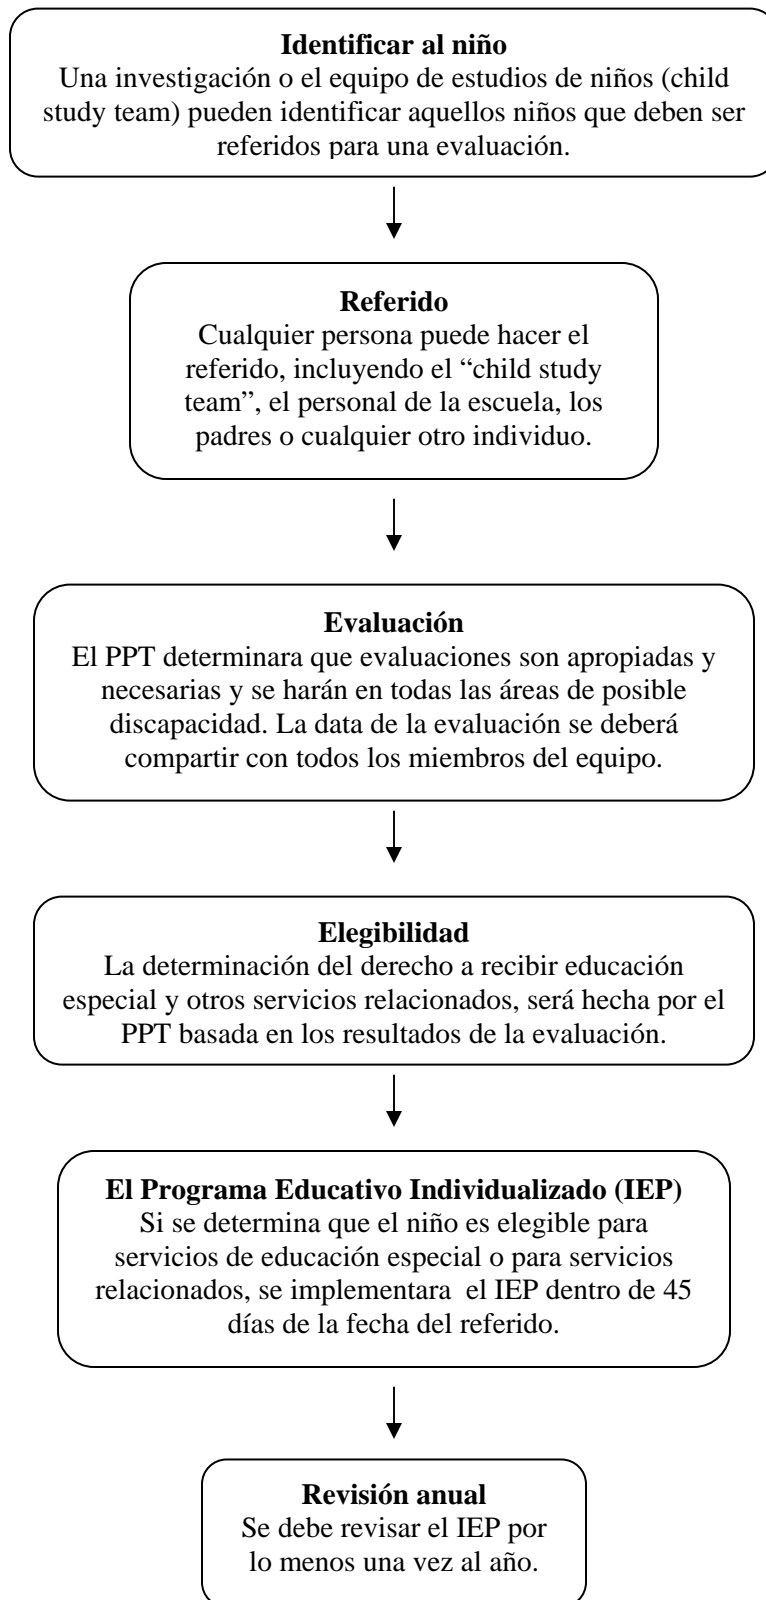 Identificar al niño
Una investigación o el equipo de estudios de niños (child
study team) pueden identificar aquellos niños que deben ser
referidos para una evaluación.
Referido
Cualquier persona puede hacer el
referido, incluyendo el “child study
team”, el personal de la escuela, los
padres o cualquier otro individuo.
Evaluación
El PPT determinara que evaluaciones son apropiadas y
necesarias y se harán en todas las áreas de posible
discapacidad. La data de la evaluación se deberá
compartir con todos los miembros del equipo.
Elegibilidad
La determinación del derecho a recibir educación
especial y otros servicios relacionados, será hecha por el
PPT basada en los resultados de la evaluación.
El Programa Educativo Individualizado (IEP)
Si se determina que el niño es elegible para
servicios de educación especial o para servicios
relacionados, se implementara  el IEP dentro de 45
días de la fecha del referido.
Revisión anual
Se debe revisar el IEP por
lo menos una vez al año.